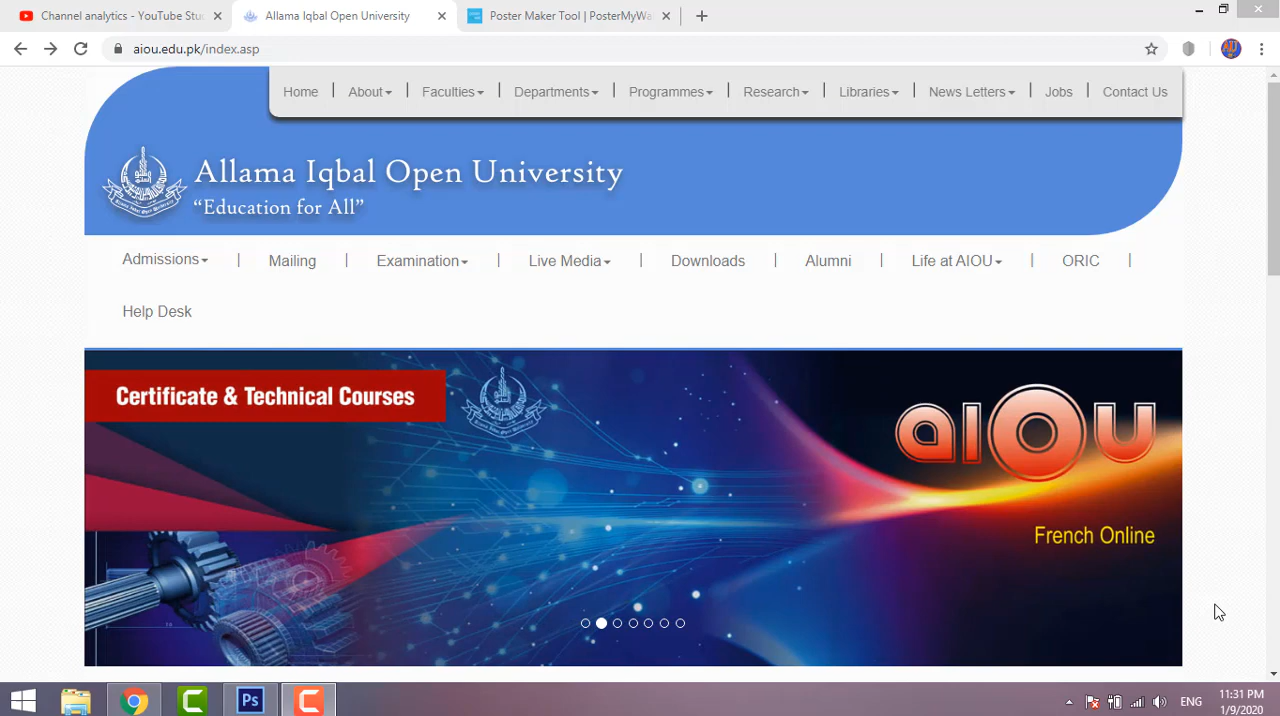 Channel analytics - YouTube Stu
Allama Iqbal Open University
Poster Maker Tool | PosterMyWa
aiou.edu.pk/index.asp
Home | About | Faculties | Departments | Programmes | Research | Libraries | News Letters | Jobs | Contact Us
Allama Iqbal Open University
“Education for All”
Admissions | Mailing | Examination | Live Media | Downloads | Alumni | Life at AIOU | ORIC |
Help Desk
Certificate & Technical Courses
AIOU
French Online
Ps
ENG
11:31 PM
1/9/2020